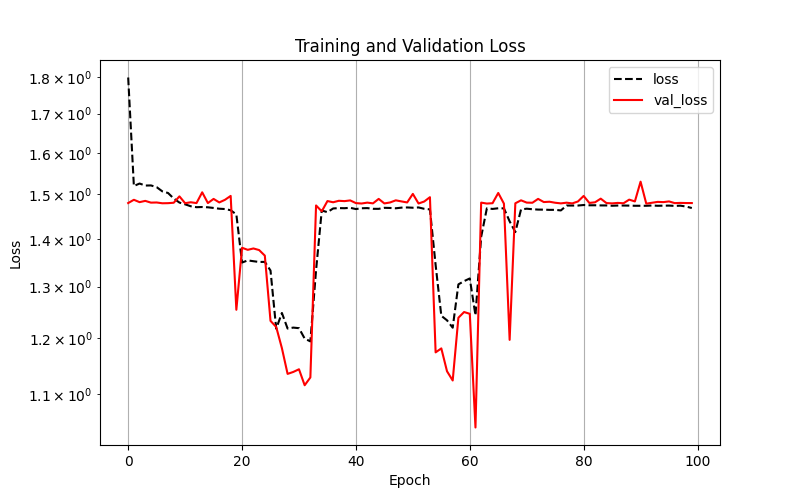 Training and Validation Loss
loss
val_loss
1.8 × 10⁰
1.7 × 10⁰
1.6 × 10⁰
1.5 × 10⁰
1.4 × 10⁰
1.3 × 10⁰
1.2 × 10⁰
1.1 × 10⁰
Loss
0 20 40 60 80 100
Epoch